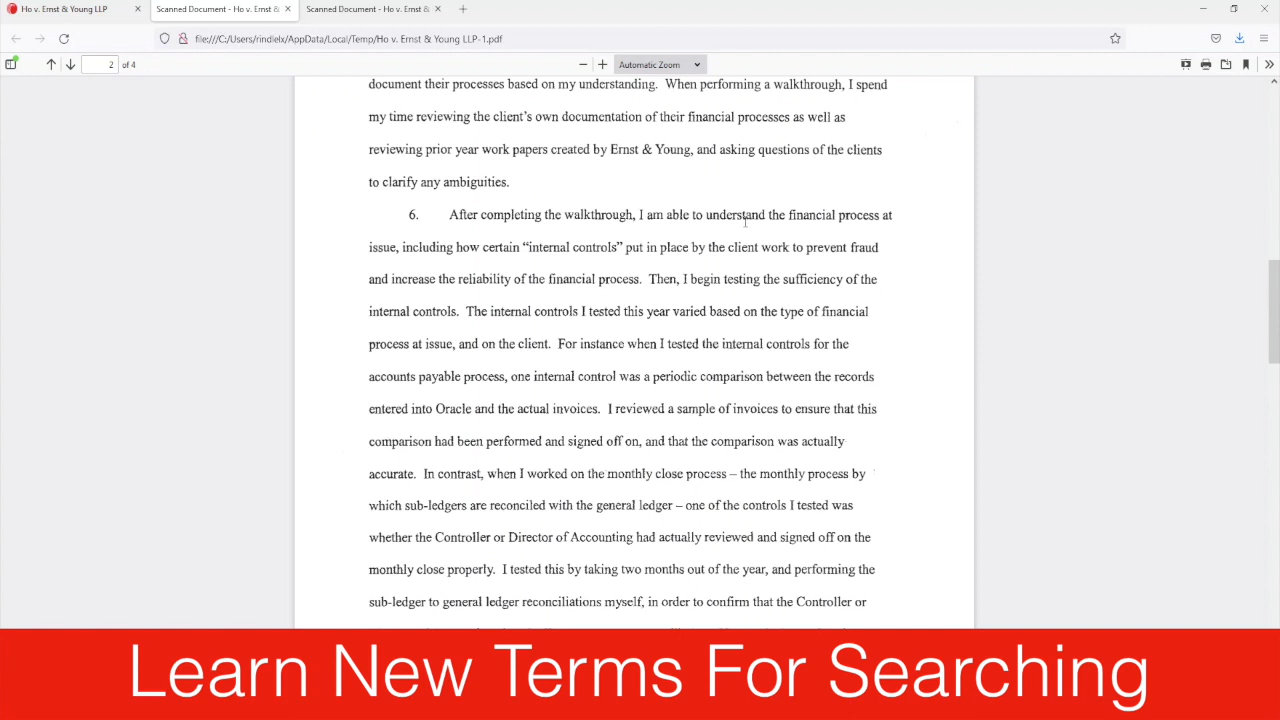 Ho v. Ernst & Young LLP
Scanned Document - Ho v. Ernst &
Scanned Document - Ho v. Ernst &
file:///C:/Users/rindlelx/AppData/Local/Temp/Ho v. Ernst & Young LLP-1.pdf
2 of 4
Automatic Zoom
document their processes based on my understanding. When performing a walkthrough, I spend
my time reviewing the client's own documentation of their financial processes as well as
reviewing prior year work papers created by Ernst & Young, and asking questions of the clients
to clarify any ambiguities.
6. After completing the walkthrough, I am able to understand the financial process at
issue, including how certain “internal controls” put in place by the client work to prevent fraud
and increase the reliability of the financial process. Then, I begin testing the sufficiency of the
internal controls. The internal controls I tested this year varied based on the type of financial
process at issue, and on the client. For instance when I tested the internal controls for the
accounts payable process, one internal control was a periodic comparison between the records
entered into Oracle and the actual invoices. I reviewed a sample of invoices to ensure that this
comparison had been performed and signed off on, and that the comparison was actually
accurate. In contrast, when I worked on the monthly close process – the monthly process by
which sub-ledgers are reconciled with the general ledger – one of the controls I tested was
whether the Controller or Director of Accounting had actually reviewed and signed off on the
monthly close properly. I tested this by taking two months out of the year, and performing the
sub-ledger to general ledger reconciliations myself, in order to confirm that the Controller or
Learn New Terms For Searching